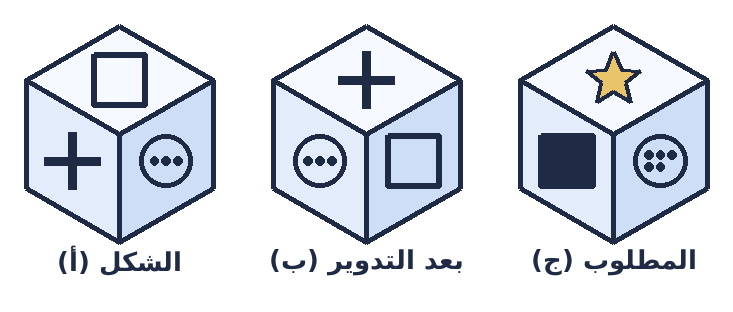 الشكل (أ)
بعد التدوير (ب)
المطلوب (ج)